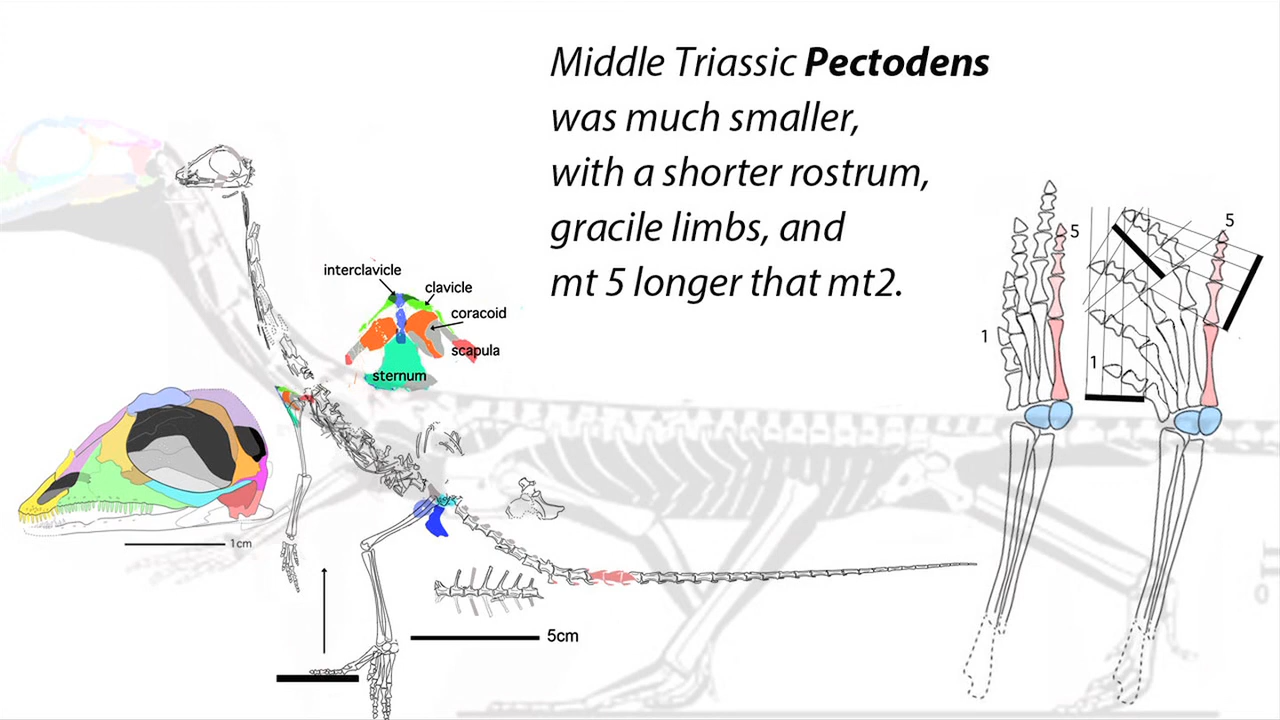 Middle Triassic Pectodens
was much smaller,
with a shorter rostrum,
gracile limbs, and
mt 5 longer that mt2.
interclavicle
clavicle
coracoid
scapula
sternum
1cm
5cm
5
1
5
1